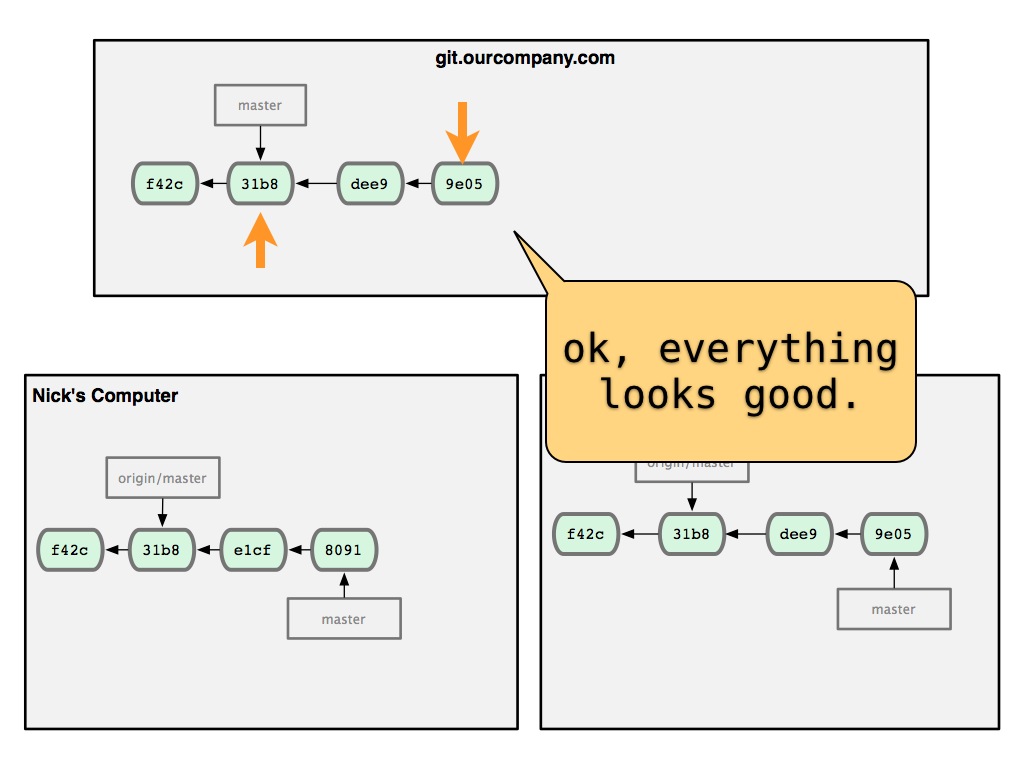 git.ourcompany.com
master
f42c
31b8
dee9
9e05
ok, everything
looks good.
Nick's Computer
origin/master
f42c
31b8
e1cf
8091
master
origin/master
f42c
31b8
dee9
9e05
master